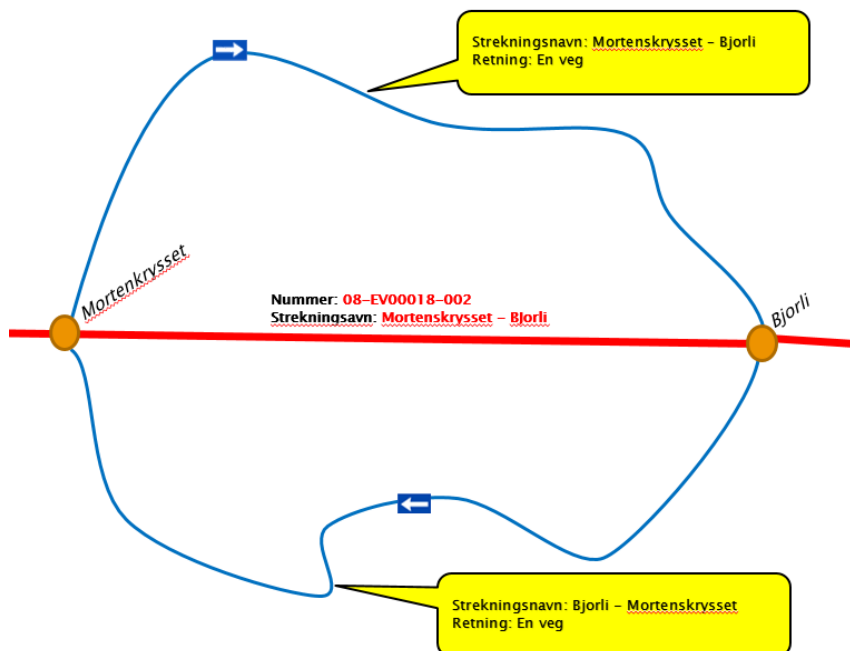 Strekningsnavn: Mortenskrysset – Bjorli
Retning: En veg
Mortenkrysset
Nummer: 08-EV00018-002
Strekningsavn: Mortenskrysset – BJorli
Bjorli
Strekningsnavn: Bjorli – Mortenskrysset
Retning: En veg